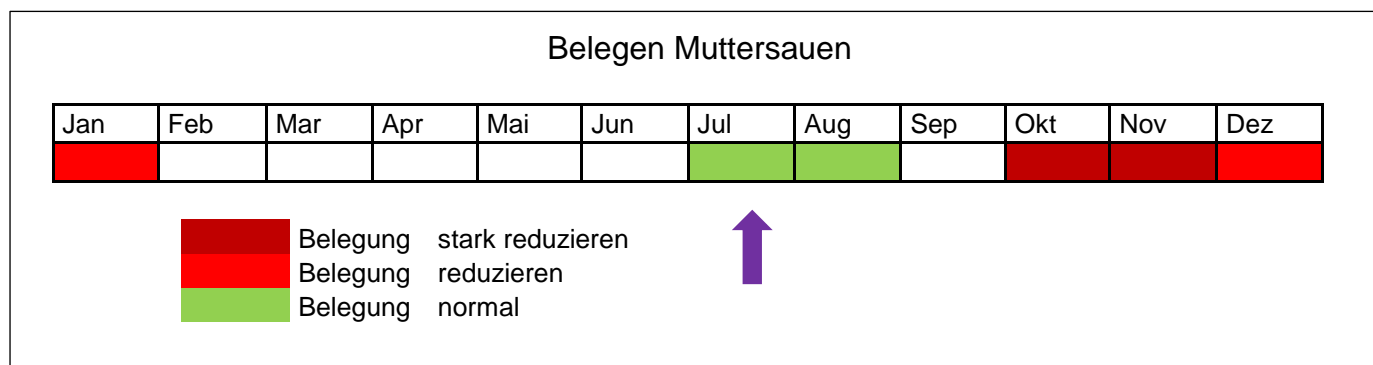 Belegen Muttersauen
Jan Feb Mar Apr Mai Jun Jul Aug Sep Okt Nov Dez
Belegung stark reduzieren
Belegung reduzieren
Belegung normal